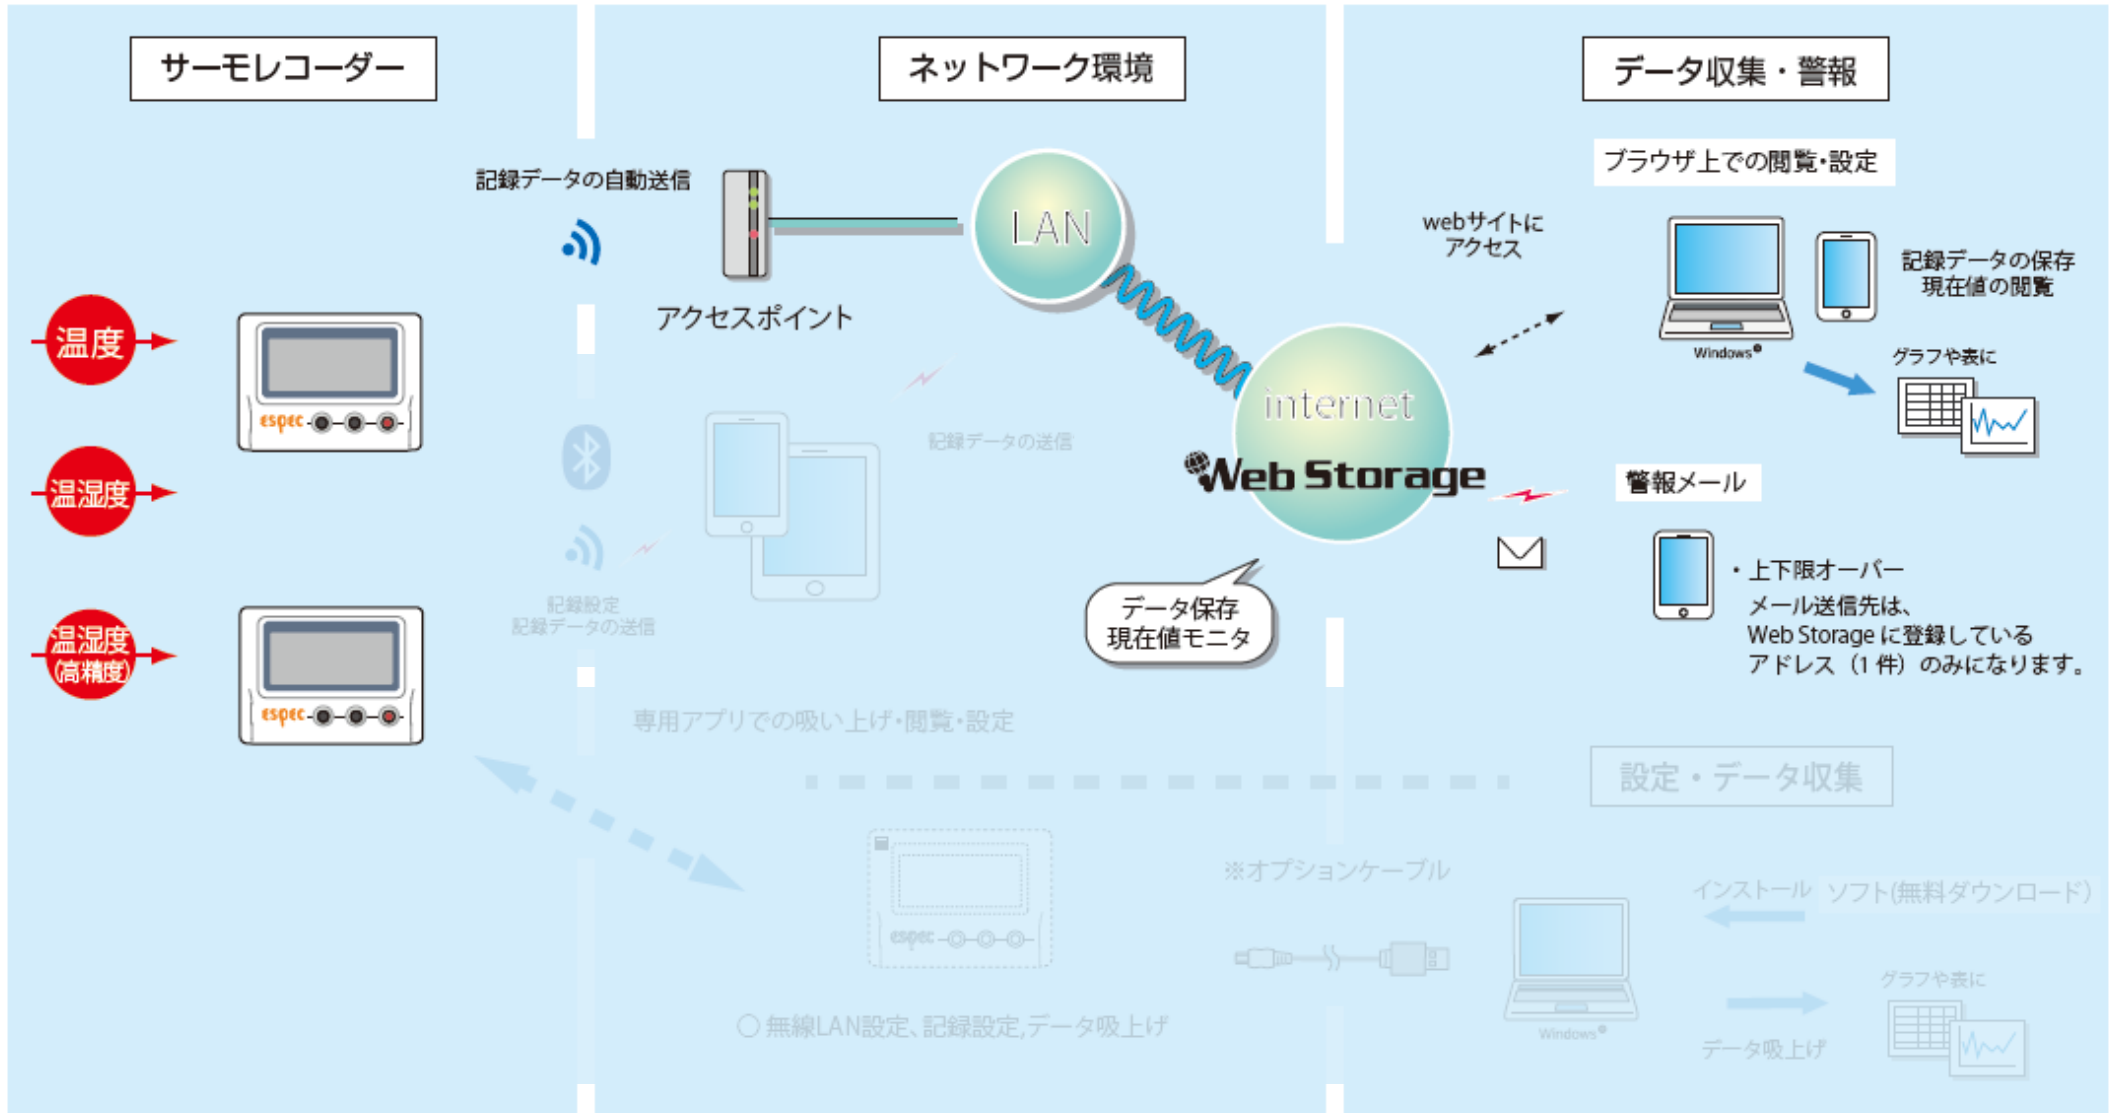 サーモレコーダー
ネットワーク環境
データ収集・警報
記録データの自動送信
アクセスポイント
LAN
internet
Web Storage
データ保存
現在値モニタ
温度
温湿度
温湿度
(高精度)
espec
espec
ブラウザ上での閲覧・設定
webサイトに
アクセス
Windows®
記録データの保存
現在値の閲覧
グラフや表に
警報メール
・上下限オーバー
メール送信先は、
Web Storage に登録している
アドレス（1 件）のみになります。
記録データの送信
記録設定
記録データの送信
専用アプリでの吸い上げ・閲覧・設定
設定・データ収集
espec
○ 無線LAN設定、記録設定,データ吸上げ
※オプションケーブル
インストール
ソフト(無料ダウンロード)
Windows®
データ吸上げ
グラフや表に